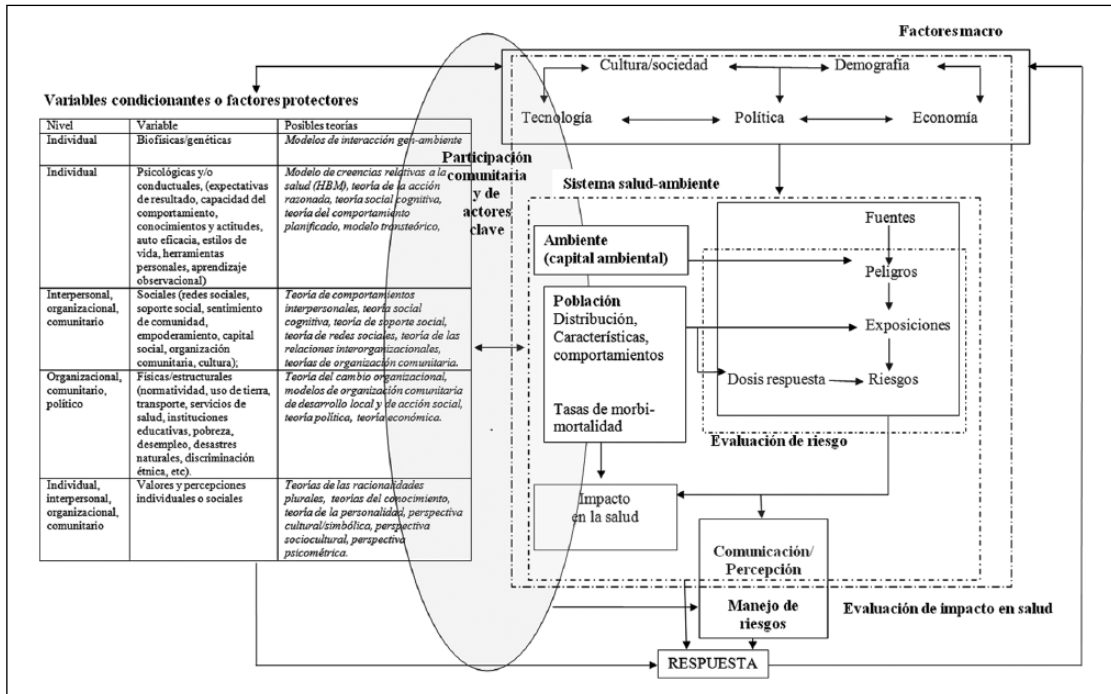 Factores macro
Cultura/sociedad
Demografía
Tecnología
Política
Economía
Variables condicionantes o factores protectores
Nivel
Variable
Posibles teorías
Individual
Biofísicas/genéticas
Modelos de interacción gen-ambiente
Individual
Psicológicas y/o
conductuales, (expectativas
de resultado, capacidad del
comportamiento,
conocimientos y actitudes,
auto eficacia, estilos de
vida, herramientas
personales, aprendizaje
observacional)
Modelo de creencias relativas a la
salud (HBM), teoría de la acción
razonada, teoría social cognitiva,
teoría del comportamiento
planificado, modelo transteórico,
Interpersonal,
organizacional,
comunitario
Sociales (redes sociales,
soporte social, sentimiento
de comunidad,
empoderamiento, capital
social, organización
comunitaria, cultura);
Teoría de comportamientos
interpersonales, teoría social
cognitiva, teoría de soporte social,
teoría de redes sociales, teoría de las
relaciones interorganizacionales,
teorías de organización comunitaria.
Organizacional,
comunitario,
político
Físicas/estructurales
(normatividad, uso de tierra,
transporte, servicios de
salud, instituciones
educativas, pobreza,
desempleo, desastres
naturales, discriminación
étnica, etc).
Teoría del cambio organizacional,
modelos de organización comunitaria
de desarrollo local y de acción social,
teoría política, teoría económica.
Individual,
interpersonal,
organizacional,
comunitario
Valores y percepciones
individuales o sociales
Teorías de las racionalidades
plurales, teorías del conocimiento,
teoría de la personalidad, perspectiva
cultural/simbólica, perspectiva
sociocultural, perspectiva
psicométrica.
Participación
comunitaria
y de
actores
clave
Sistema salud-ambiente
Ambiente
(capital ambiental)
Población
Distribución,
Características,
comportamientos
Tasas de morbi-
mortalidad
Fuentes
Peligros
Exposiciones
Dosis respuesta
Riesgos
Evaluación de riesgo
Impacto
en la salud
Comunicación/
Percepción
Manejo de
riesgos
Evaluación de impacto en salud
RESPUESTA